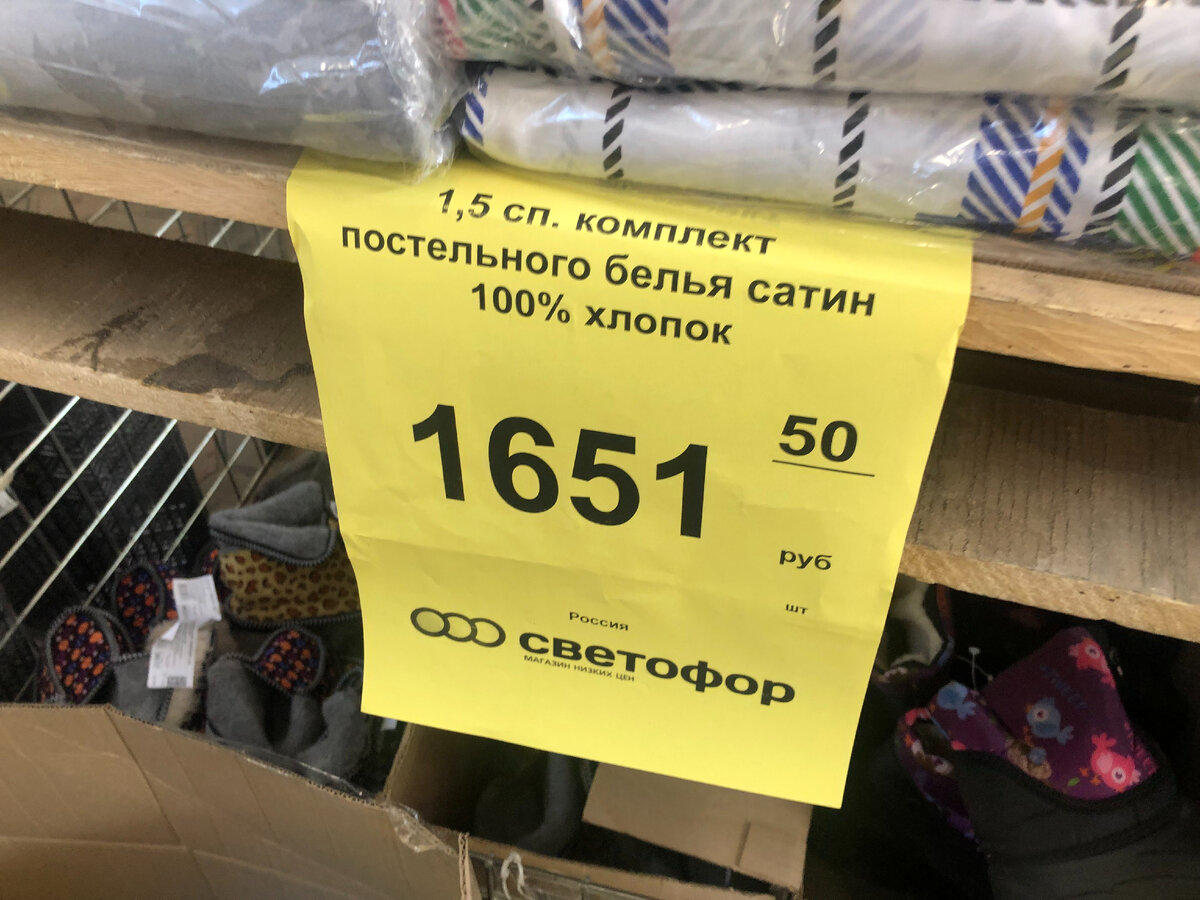 1,5 сп. комплект
постельного белья сатин
100% хлопок
1651 50
руб
шт
Россия
светофор
МАГАЗИН НИЗКИХ ЦЕН